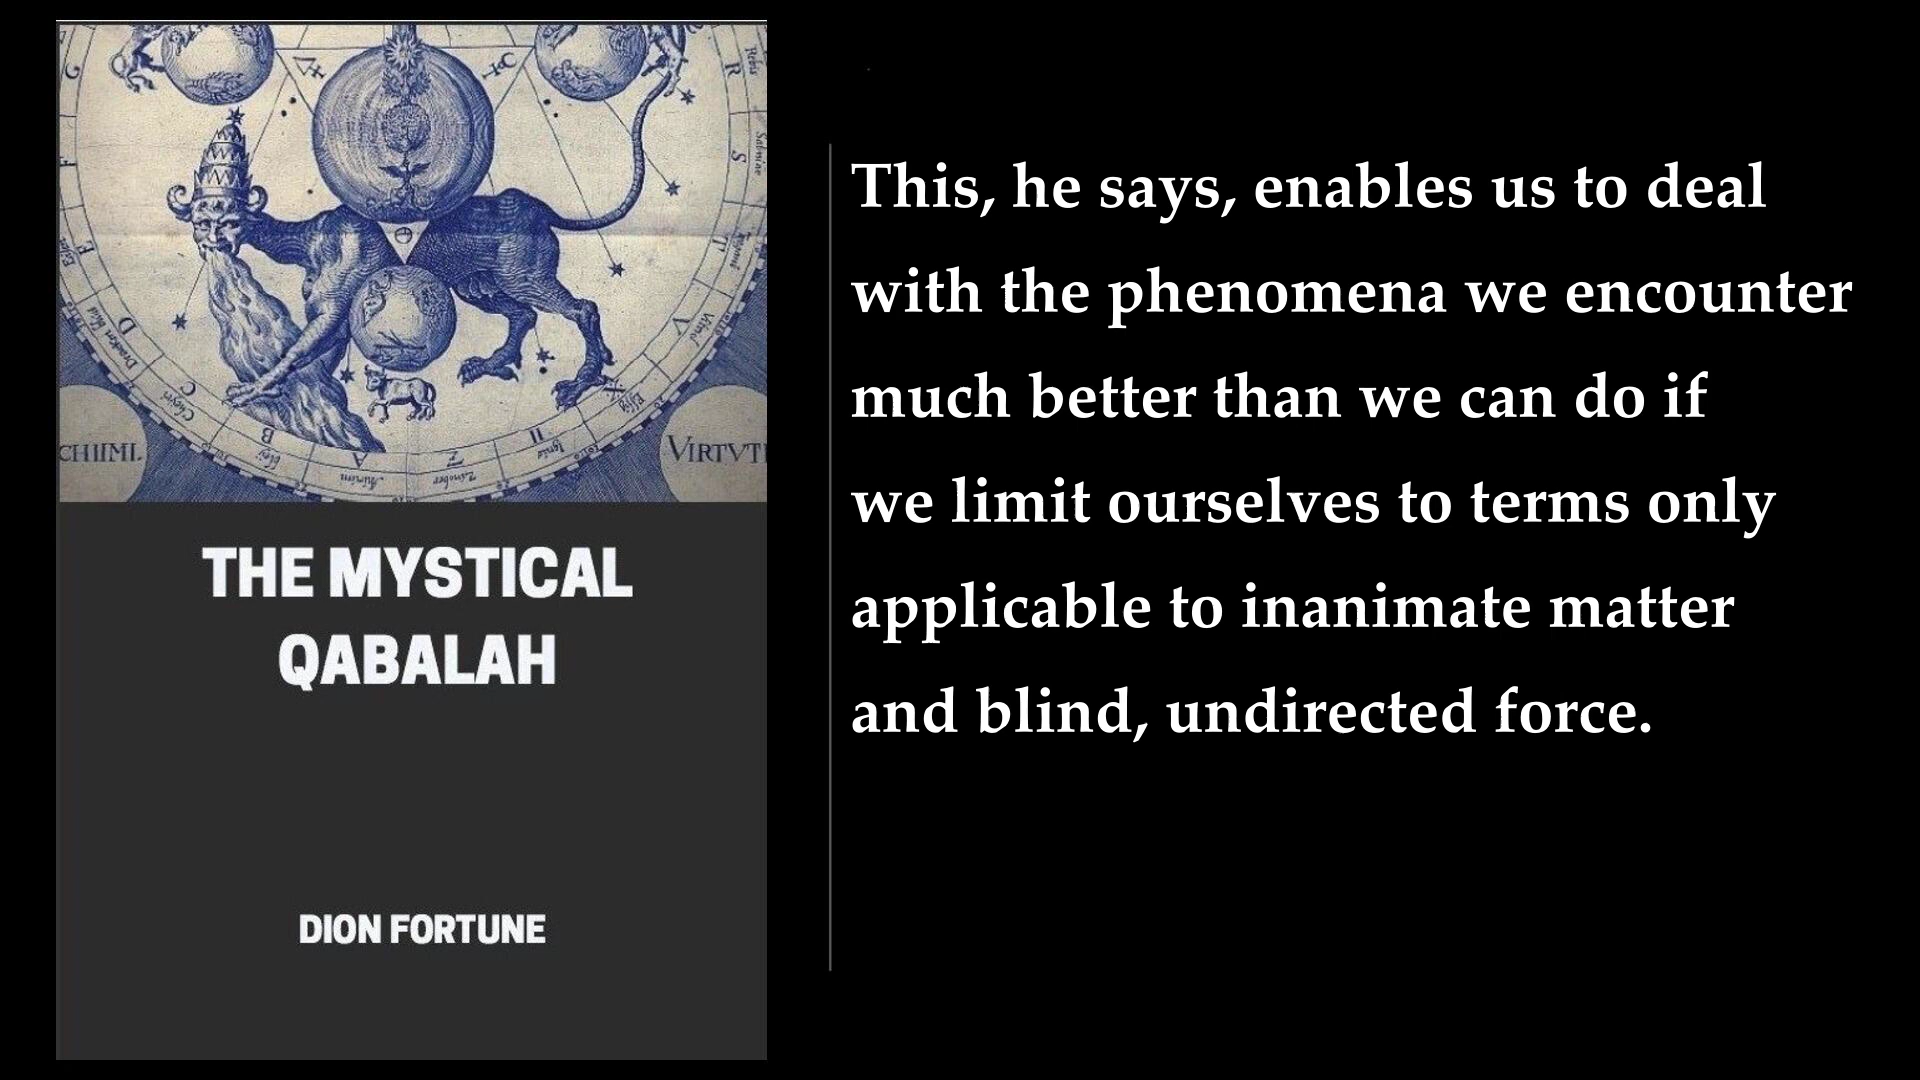 THE MYSTICAL
QABALAH
DION FORTUNE
CHIIMI.
VIRTVTI
This, he says, enables us to deal
with the phenomena we encounter
much better than we can do if
we limit ourselves to terms only
applicable to inanimate matter
and blind, undirected force.